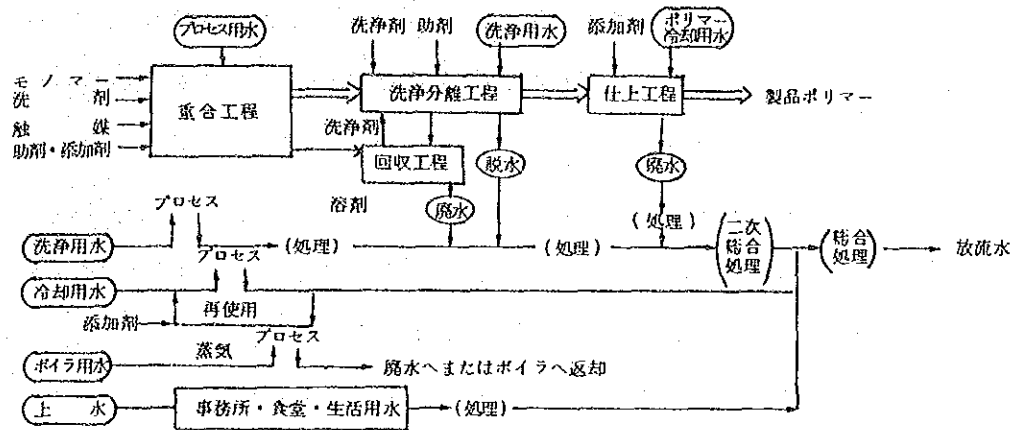 プロセス用水
洗浄剤 助剤 洗浄用水 添加剤 ポリマー冷却用水
モノマー
洗剤
触媒
助剤・添加剤
重合工程
洗浄分離工程
仕上工程
製品ポリマー
洗浄剤
回収工程
脱水
廃水
溶剤
廃水
プロセス
(処理)
洗浄用水
(処理)
(処理)
(二次総合処理)
(総合処理)
放流水
プロセス
冷却用水
再使用
添加剤
プロセス
蒸気
ボイラ用水
廃水へまたはボイラへ返却
上水
事務所・食堂・生活用水
(処理)